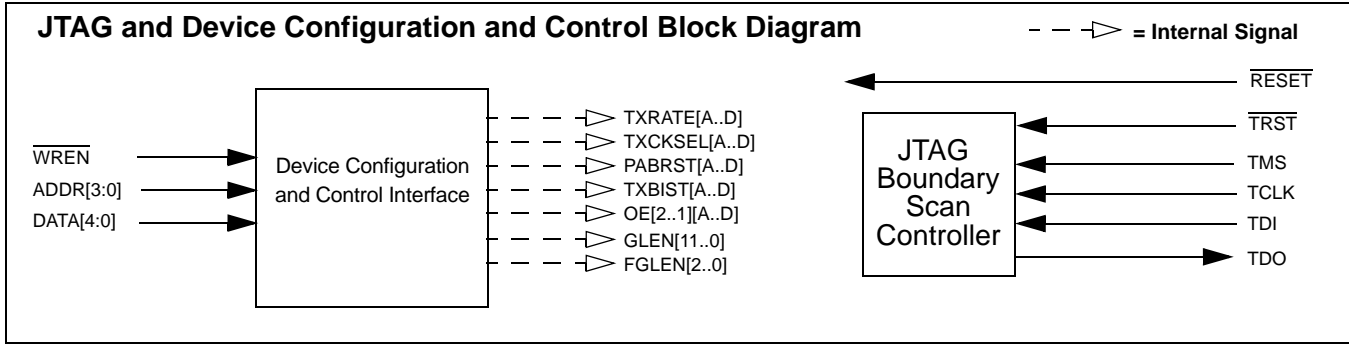 JTAG and Device Configuration and Control Block Diagram
= Internal Signal
WREN
ADDR[3:0]
DATA[4:0]
Device Configuration
and Control Interface
TXRATE[A..D]
TXCKSEL[A..D]
PABRST[A..D]
TXBIST[A..D]
OE[2..1][A..D]
GLEN[11..0]
FGLEN[2..0]
JTAG
Boundary
Scan
Controller
RESET
TRST
TMS
TCLK
TDI
TDO